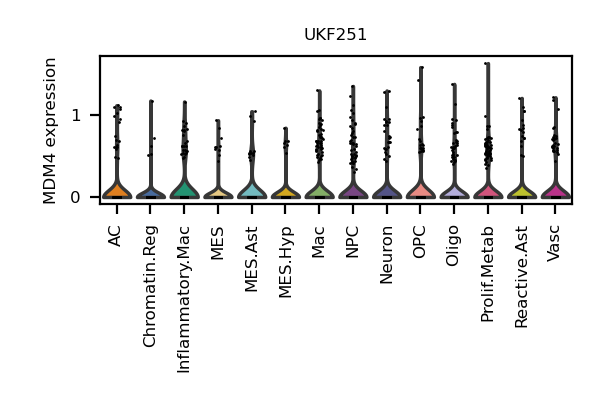 UKF251
MDM4 expression
1
0
AC
Chromatin.Reg
Inflammatory.Mac
MES
MES.Ast
MES.Hyp
Mac
NPC
Neuron
OPC
Oligo
Prolif.Metab
Reactive.Ast
Vasc